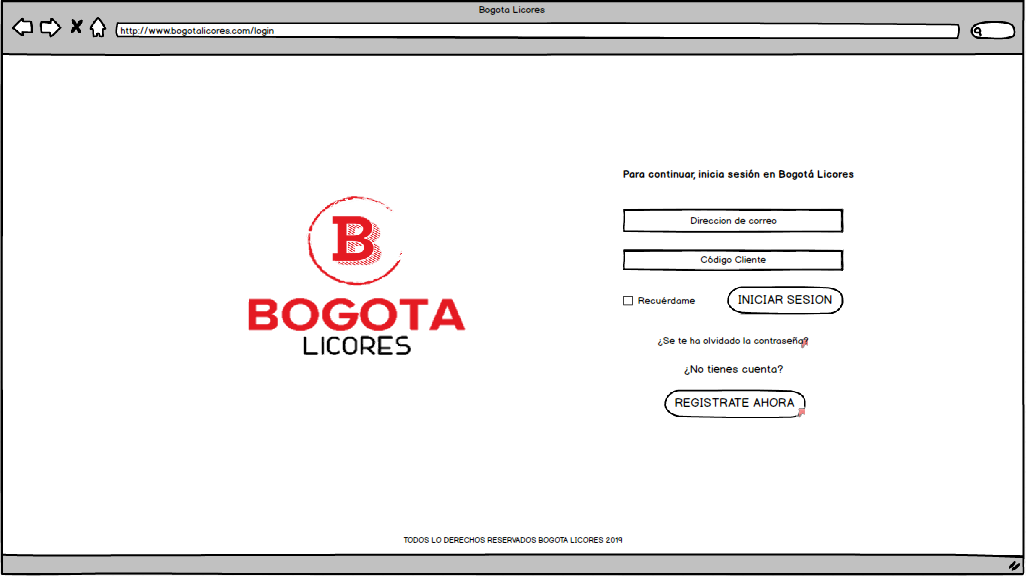 Bogota Licores
http://www.bogotalicores.com/login
Para continuar, inicia sesión en Bogotá Licores
Direccion de correo
Código Cliente
Recuérdame
INICIAR SESION
¿Se te ha olvidado la contraseña?
¿No tienes cuenta?
REGISTRATE AHORA
B
BOGOTA
LICORES
TODOS LO DERECHOS RESERVADOS BOGOTA LICORES 2019